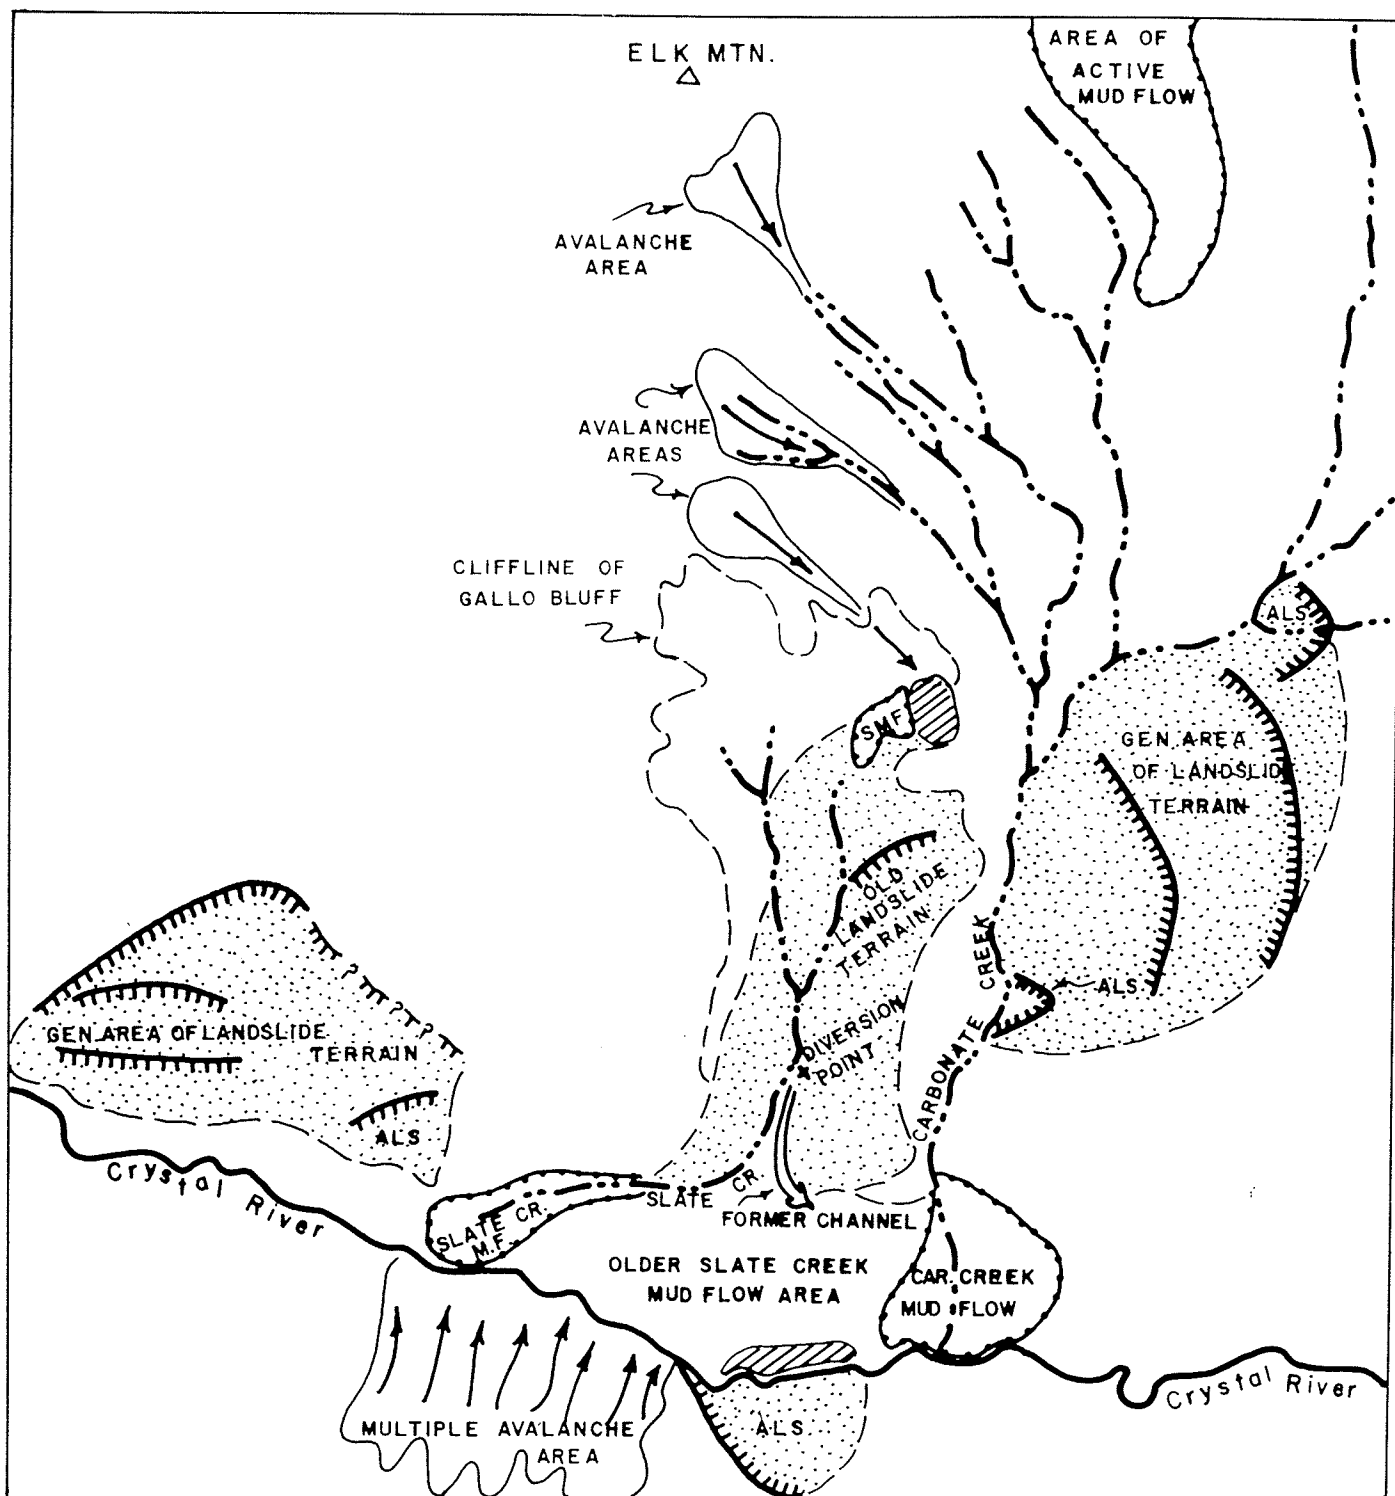 ELK MTN.
AREA OF
ACTIVE
MUD FLOW
AVALANCHE
AREA
AVALANCHE
AREAS
CLIFFLINE OF
GALLO BLUFF
ALS
SMF
GEN. AREA
OF LANDSLIDE
TERRAIN
OLD
LANDSLIDE
TERRAIN
CARBONATE CREEK
ALS
DIVERSION
POINT
GEN AREA OF LANDSLIDE
TERRAIN
ALS
Crystal River
SLATE CR.
M.F.
SLATE CR.
FORMER CHANNEL
OLDER SLATE CREEK
MUD FLOW AREA
CAR. CREEK
MUD FLOW
MULTIPLE AVALANCHE
AREA
ALS
Crystal River